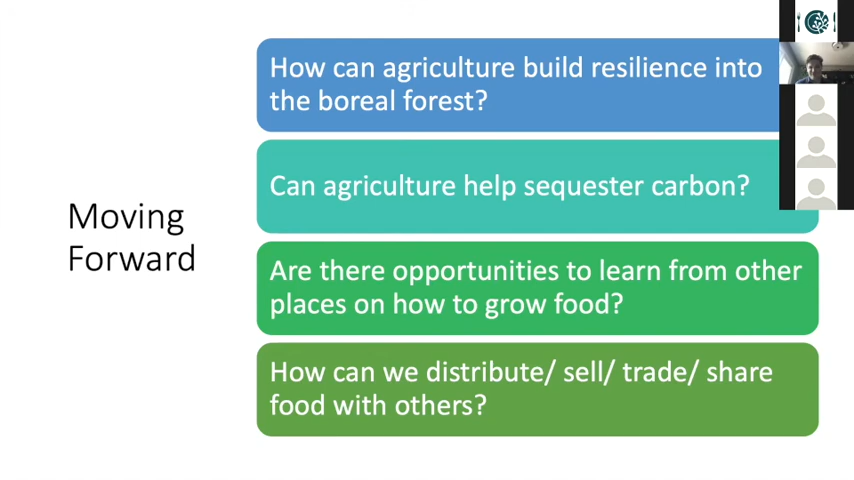 Moving
Forward
How can agriculture build resilience into
the boreal forest?
Can agriculture help sequester carbon?
Are there opportunities to learn from other
places on how to grow food?
How can we distribute/ sell/ trade/ share
food with others?